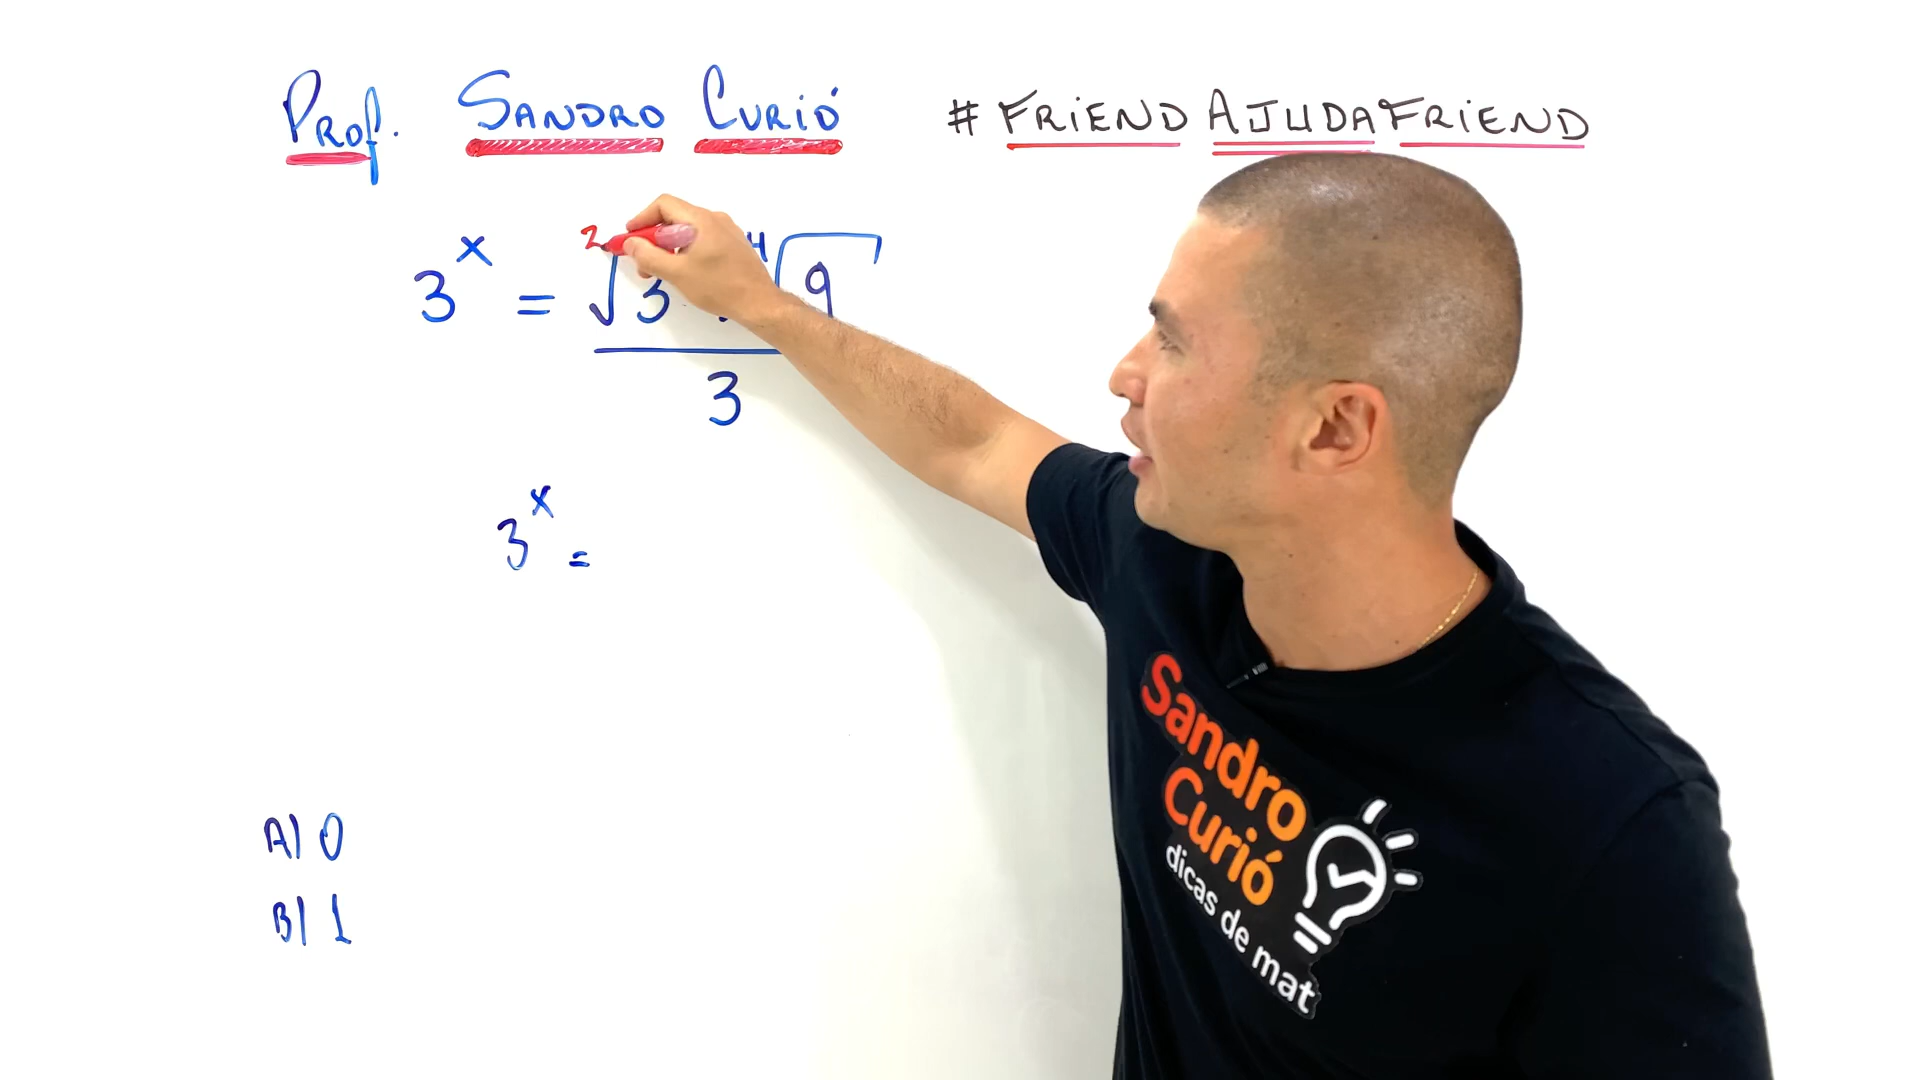 Prof. Sandro Curió #FRiEND AJUDA FRiEND
3^x = ²√3 . ⁴√9
3
3^x =
A) 0
B) 1
Sandro
Curió
dicas de mat